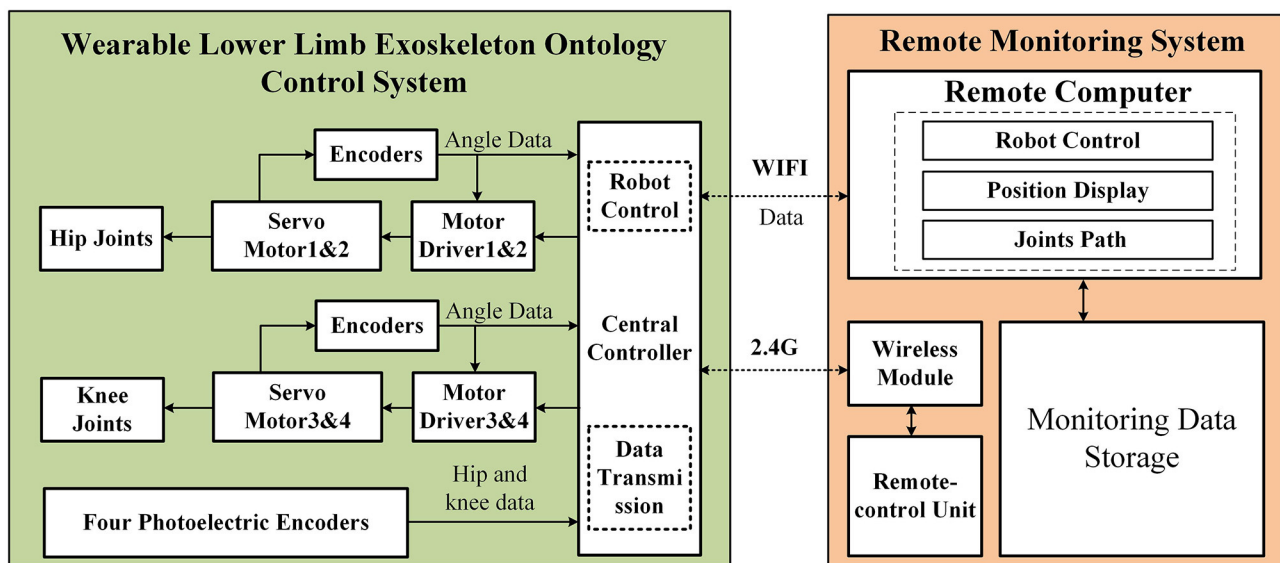 Wearable Lower Limb Exoskeleton Ontology
Control System
Encoders
Angle Data
Hip Joints
Servo
Motor1&2
Motor
Driver1&2
Encoders
Angle Data
Knee
Joints
Servo
Motor3&4
Motor
Driver3&4
Four Photoelectric Encoders
Hip and
knee data
Robot
Control
Central
Controller
Data
Transmi
ssion
WIFI
Data
2.4G
Remote Monitoring System
Remote Computer
Robot Control
Position Display
Joints Path
Wireless
Module
Remote-
control Unit
Monitoring Data
Storage